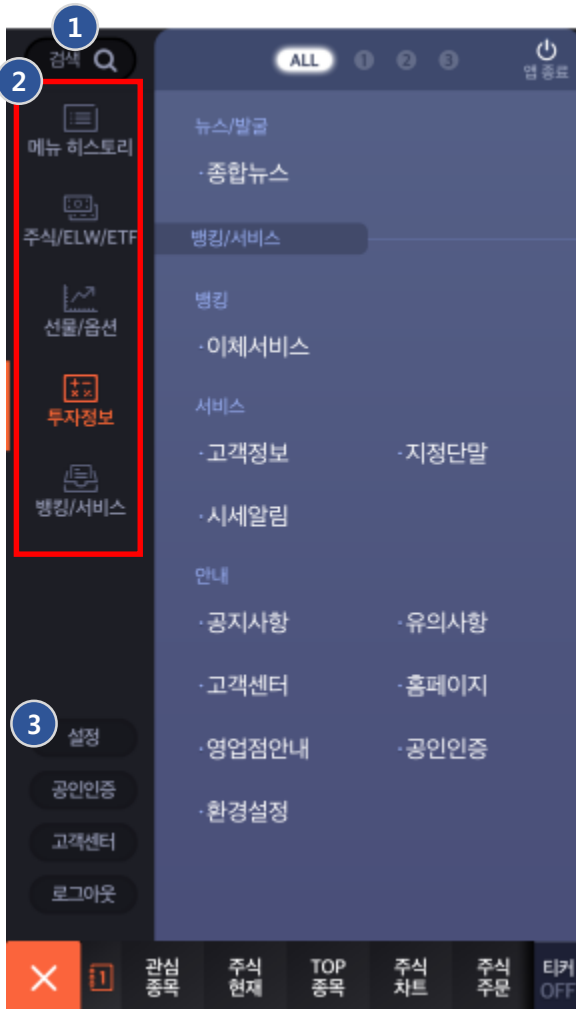 1
검색
2
메뉴 히스토리
주식/ELW/ETF
선물/옵션
투자정보
뱅킹/서비스
3
설정
공인인증
고객센터
로그아웃
ALL 1 2 3
앱 종료
뉴스/발굴
·종합뉴스
뱅킹/서비스
뱅킹
·이체서비스
서비스
·고객정보 ·지정단말
·시세알림
안내
·공지사항 ·유의사항
·고객센터 ·홈페이지
·영업점안내 ·공인인증
·환경설정
1
관심
종목
주식
현재
TOP
종목
주식
차트
주식
주문
티커
OFF